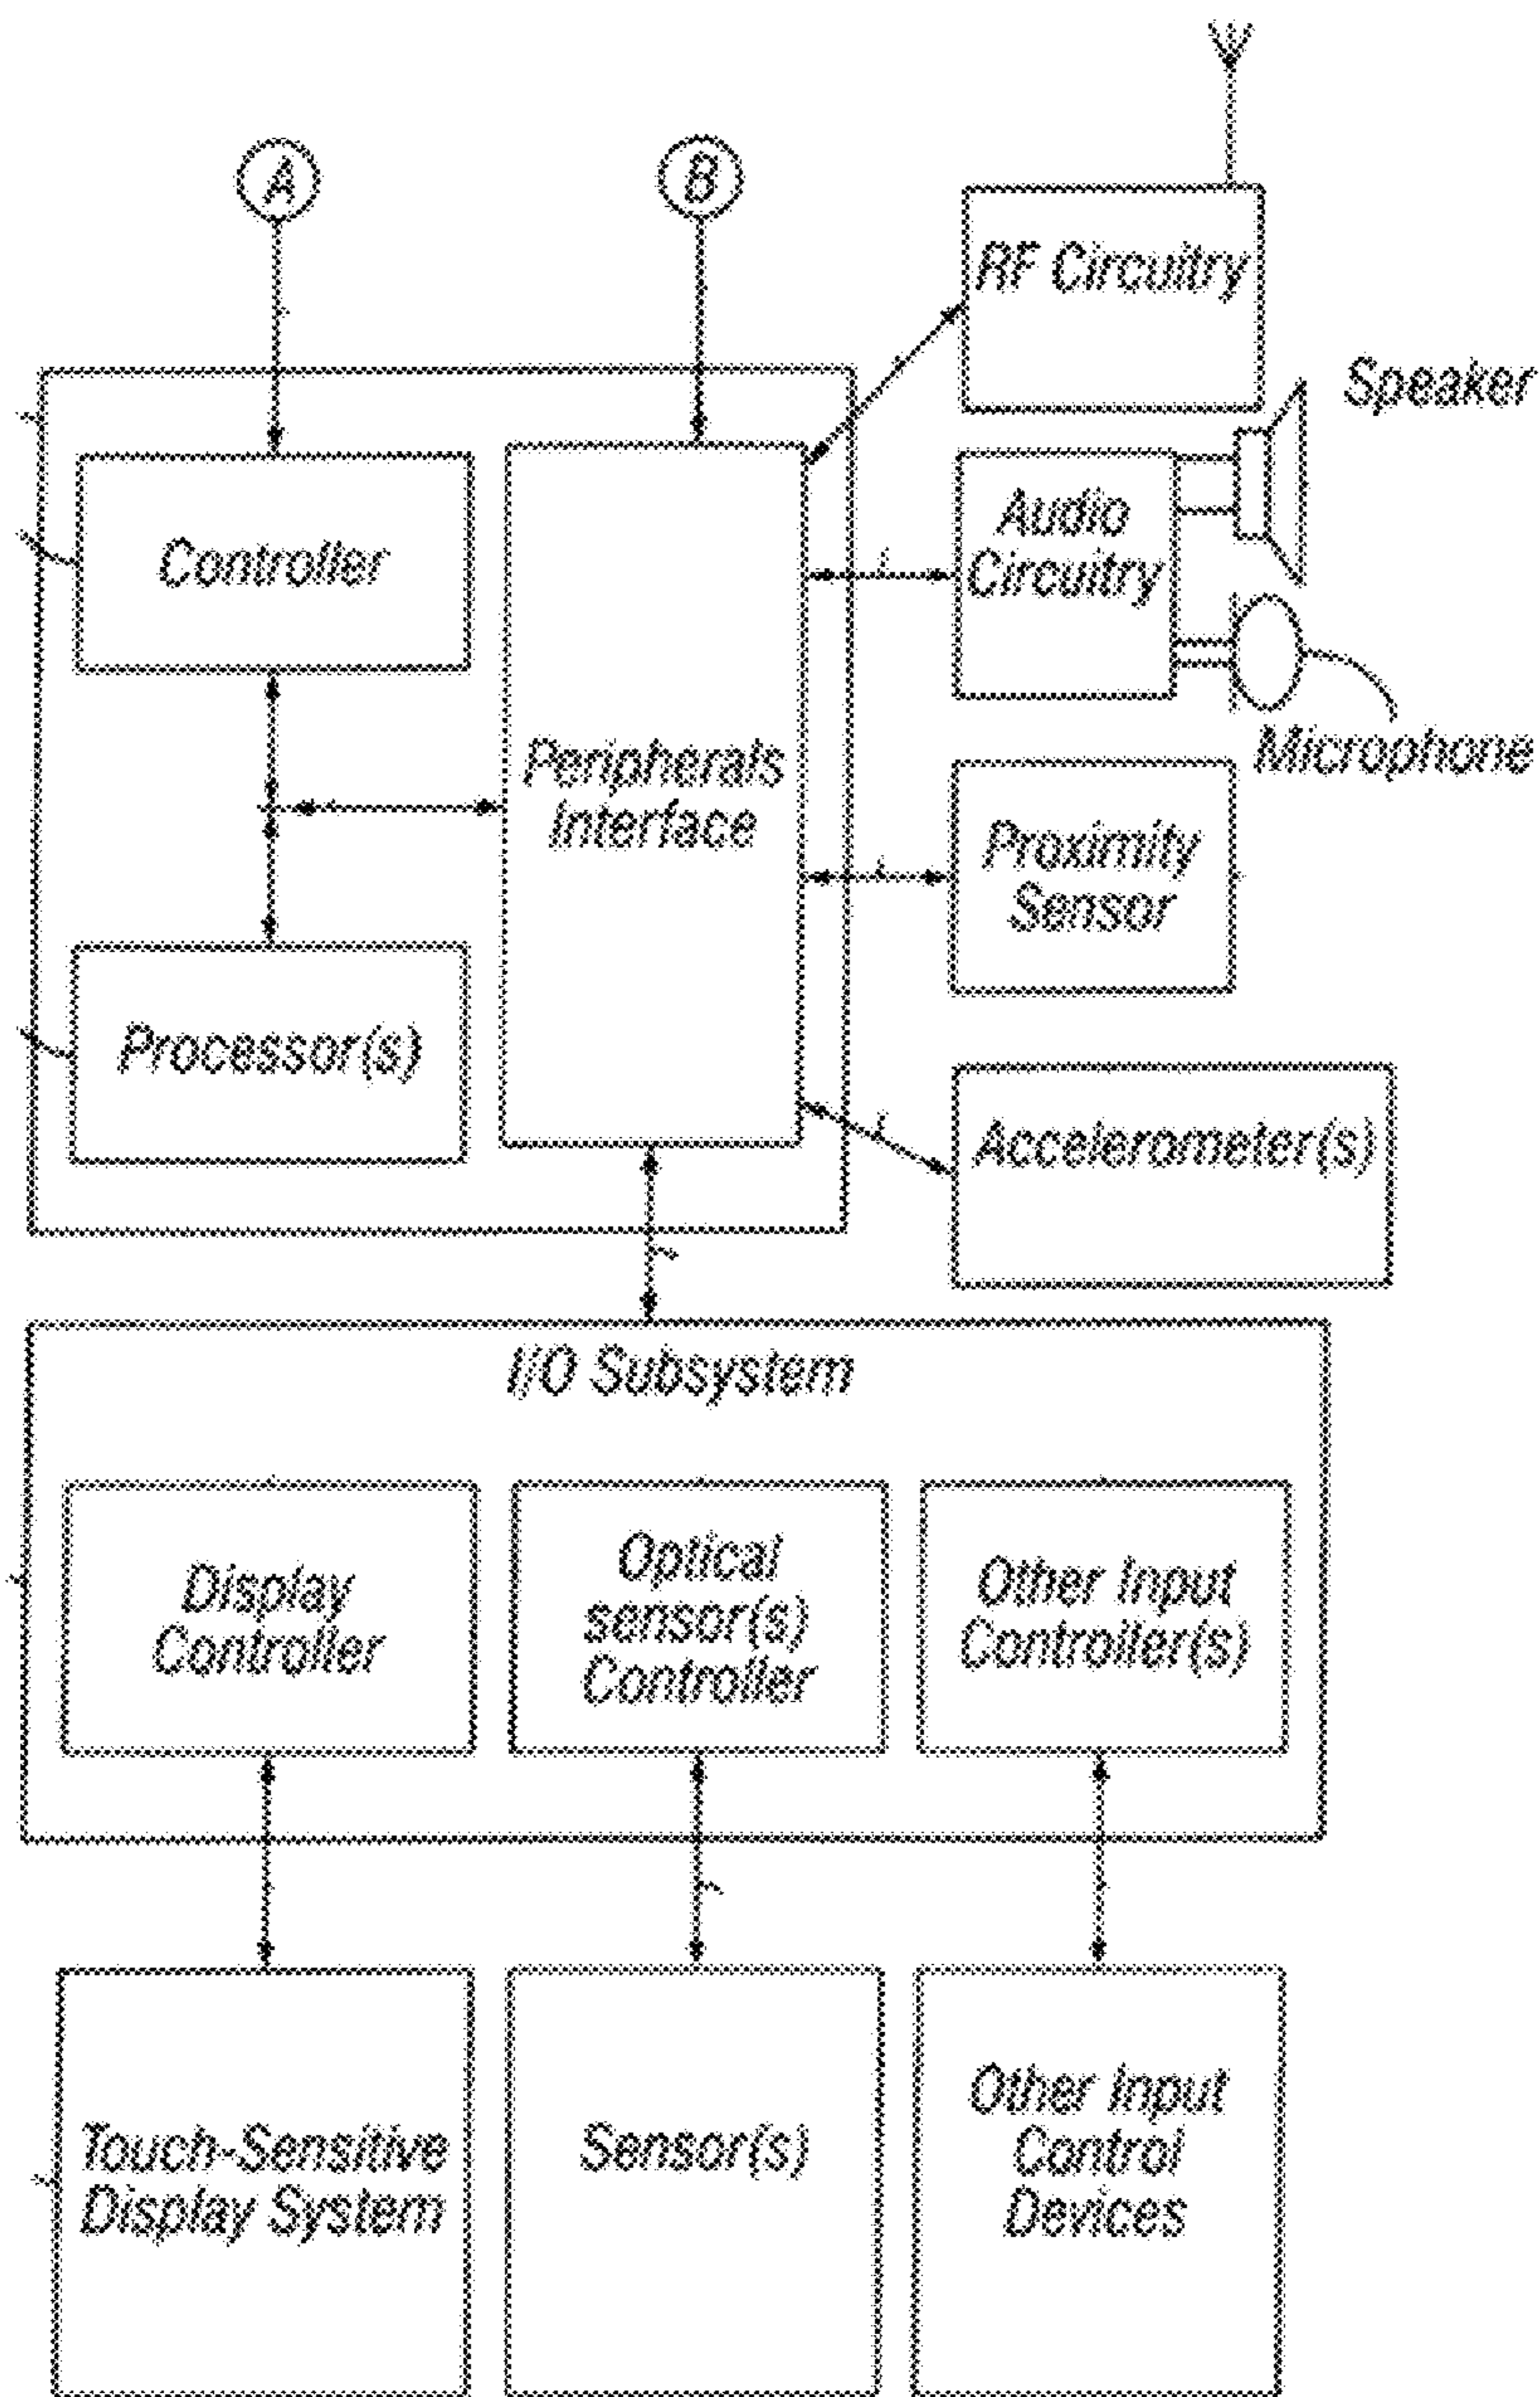 A
B
RF Circuitry
Speaker
Controller
Audio
Circuitry
Microphone
Peripherals
Interface
Proximity
Sensor
Processor(s)
Accelerometer(s)
I/O Subsystem
Display
Controller
Optical
sensor(s)
Controller
Other Input
Controller(s)
Touch-Sensitive
Display System
Sensor(s)
Other Input
Control
Devices